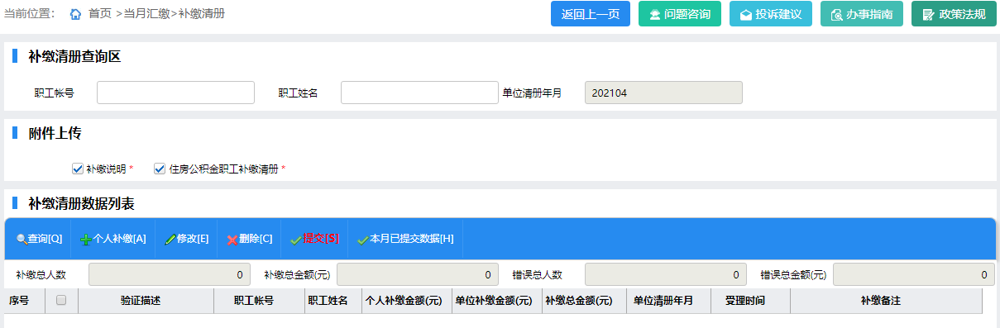 当前位置： 首页 >当月汇缴>补缴清册 返回上一页 问题咨询 投诉建议 办事指南 政策法规
补缴清册查询区
职工帐号 职工姓名 单位清册年月 202104
附件上传
补缴说明 * 住房公积金职工补缴清册 *
补缴清册数据列表
查询[Q] 个人补缴[A] 修改[E] 删除[C] 提交[S] 本月已提交数据[H]
补缴总人数 0 补缴总金额(元) 0 错误总人数 0 错误总金额(元) 0
序号 验证描述 职工帐号 职工姓名 个人补缴金额(元) 单位补缴金额(元) 补缴总金额(元) 单位清册年月 受理时间 补缴备注